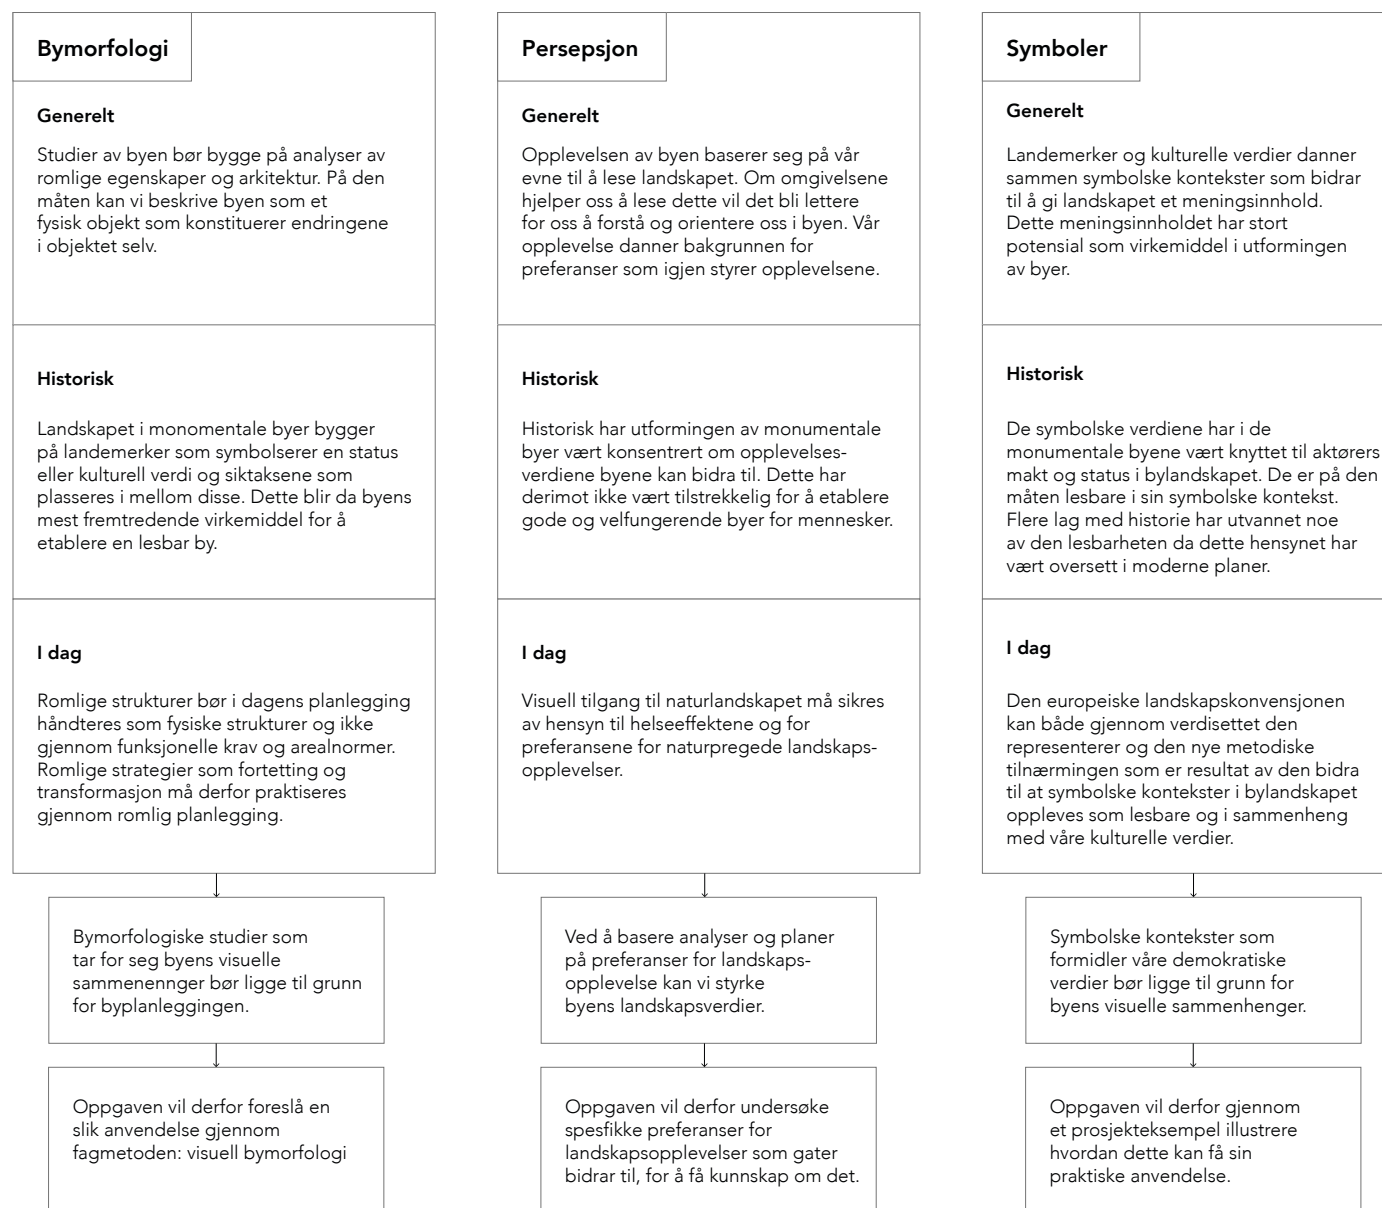 Bymorfologi
Generelt
Studier av byen bør bygge på analyser av
romlige egenskaper og arkitektur. På den
måten kan vi beskrive byen som et
fysisk objekt som konstituerer endringene
i objektet selv.
Historisk
Landskapet i monomentale byer bygger
på landemerker som symbolserer en status
eller kulturell verdi og siktaksene som
plasseres i mellom disse. Dette blir da byens
mest fremtredende virkemiddel for å
etablere en lesbar by.
I dag
Romlige strukturer bør i dagens planlegging
håndteres som fysiske strukturer og ikke
gjennom funksjonelle krav og arealnormer.
Romlige strategier som fortetting og
transformasjon må derfor praktiseres
gjennom romlig planlegging.
Bymorfologiske studier som
tar for seg byens visuelle
sammenennger bør ligge til grunn
for byplanleggingen.
Oppgaven vil derfor foreslå en
slik anvendelse gjennom
fagmetoden: visuell bymorfologi
Persepsjon
Generelt
Opplevelsen av byen baserer seg på vår
evne til å lese landskapet. Om omgivelsene
hjelper oss å lese dette vil det bli lettere
for oss å forstå og orientere oss i byen. Vår
opplevelse danner bakgrunnen for
preferanser som igjen styrer opplevelsene.
Historisk
Historisk har utformingen av monumentale
byer vært konsentrert om opplevelses-
verdiene byene kan bidra til. Dette har
derimot ikke vært tilstrekkelig for å etablere
gode og velfungerende byer for mennesker.
I dag
Visuell tilgang til naturlandskapet må sikres
av hensyn til helseeffektene og for
preferansene for naturpregede landskaps-
opplevelser.
Ved å basere analyser og planer
på preferanser for landskaps-
opplevelse kan vi styrke
byens landskapsverdier.
Oppgaven vil derfor undersøke
spesfikke preferanser for
landskapsopplevelser som gater
bidrar til, for å få kunnskap om det.
Symboler
Generelt
Landemerker og kulturelle verdier danner
sammen symbolske kontekster som bidrar
til å gi landskapet et meningsinnhold.
Dette meningsinnholdet har stort
potensial som virkemiddel i utformingen
av byer.
Historisk
De symbolske verdiene har i de
monumentale byene vært knyttet til aktørers
makt og status i bylandskapet. De er på den
måten lesbare i sin symbolske kontekst.
Flere lag med historie har utvannet noe
av den lesbarheten da dette hensynet har
vært oversett i moderne planer.
I dag
Den europeiske landskapskonvensjonen
kan både gjennom verdisettet den
representerer og den nye metodiske
tilnærmingen som er resultat av den bidra
til at symbolske kontekster i bylandskapet
oppleves som lesbare og i sammenheng
med våre kulturelle verdier.
Symbolske kontekster som
formidler våre demokratiske
verdier bør ligge til grunn for
byens visuelle sammenhenger.
Oppgaven vil derfor gjennom
et prosjekteksempel illustrere
hvordan dette kan få sin
praktiske anvendelse.